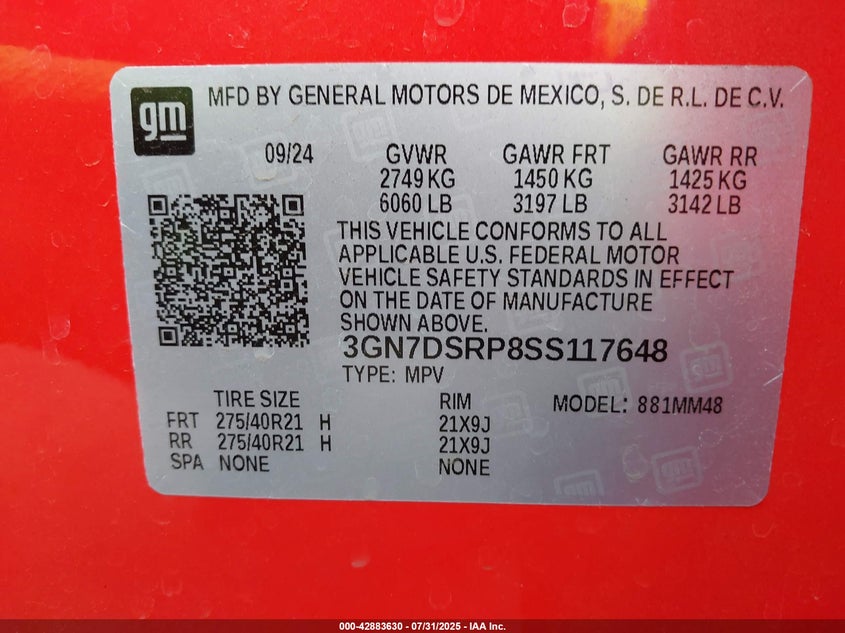 gm MFD BY GENERAL MOTORS DE MEXICO, S. DE R.L. DE C.V.
09/24 GVWR GAWR FRT GAWR RR
2749 KG 1450 KG 1425 KG
6060 LB 3197 LB 3142 LB
THIS VEHICLE CONFORMS TO ALL
APPLICABLE U.S. FEDERAL MOTOR
VEHICLE SAFETY STANDARDS IN EFFECT
ON THE DATE OF MANUFACTURE
SHOWN ABOVE.
3GN7DSRP8SS117648
TYPE: MPV
TIRE SIZE RIM MODEL: 881MM48
FRT 275/40R21 H 21X9J
RR 275/40R21 H 21X9J
SPA NONE NONE
000-42883630 - 07/31/2025 - IAA Inc.